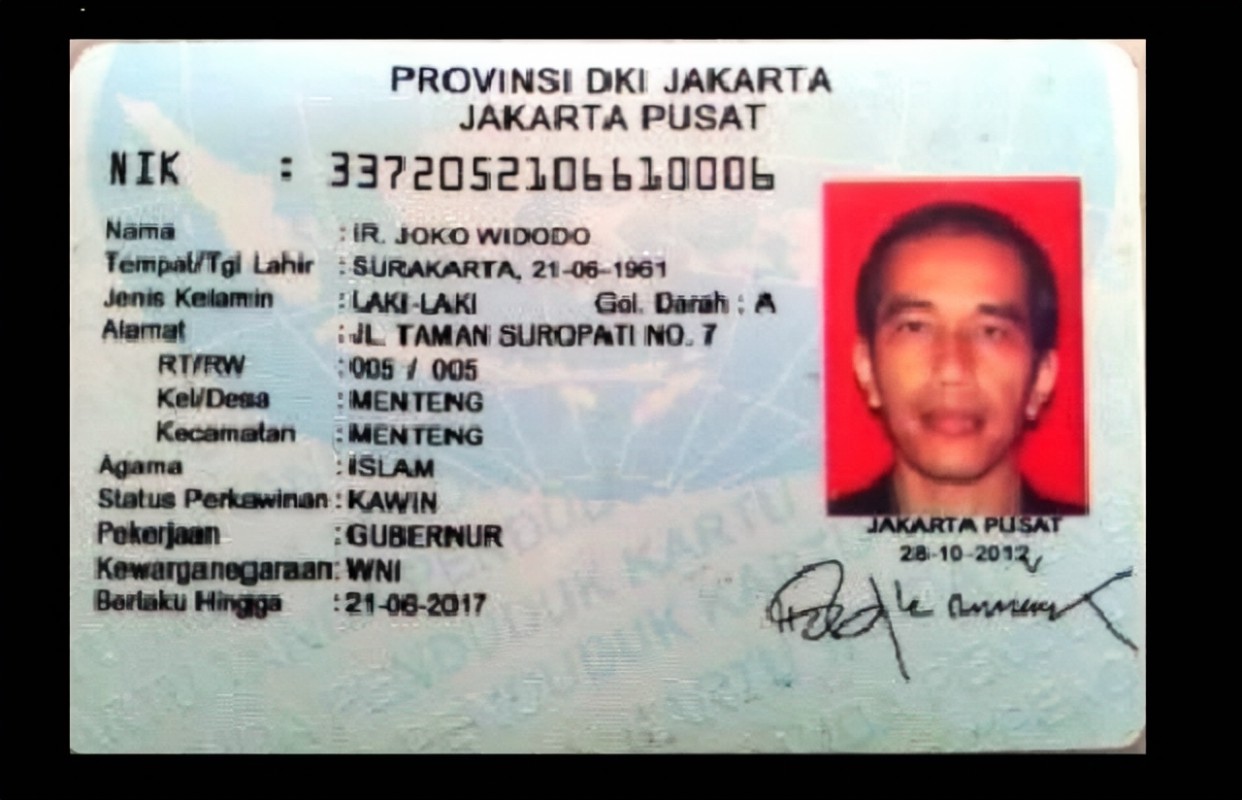 PROVINSI DKI JAKARTA
JAKARTA PUSAT
NIK : 3372052106610006
Nama : IR. JOKO WIDODO
Tempat/Tgl Lahir : SURAKARTA, 21-06-1961
Jenis Kelamin : LAKI-LAKI Gol. Darah : A
Alamat : JL. TAMAN SUROPATI NO. 7
RT/RW : 005 / 005
Kel/Desa : MENTENG
Kecamatan : MENTENG
Agama : ISLAM
Status Perkawinan : KAWIN
Pekerjaan : GUBERNUR
Kewarganegaraan: WNI
Berlaku Hingga : 21-06-2017
JAKARTA PUSAT
28-10-2012